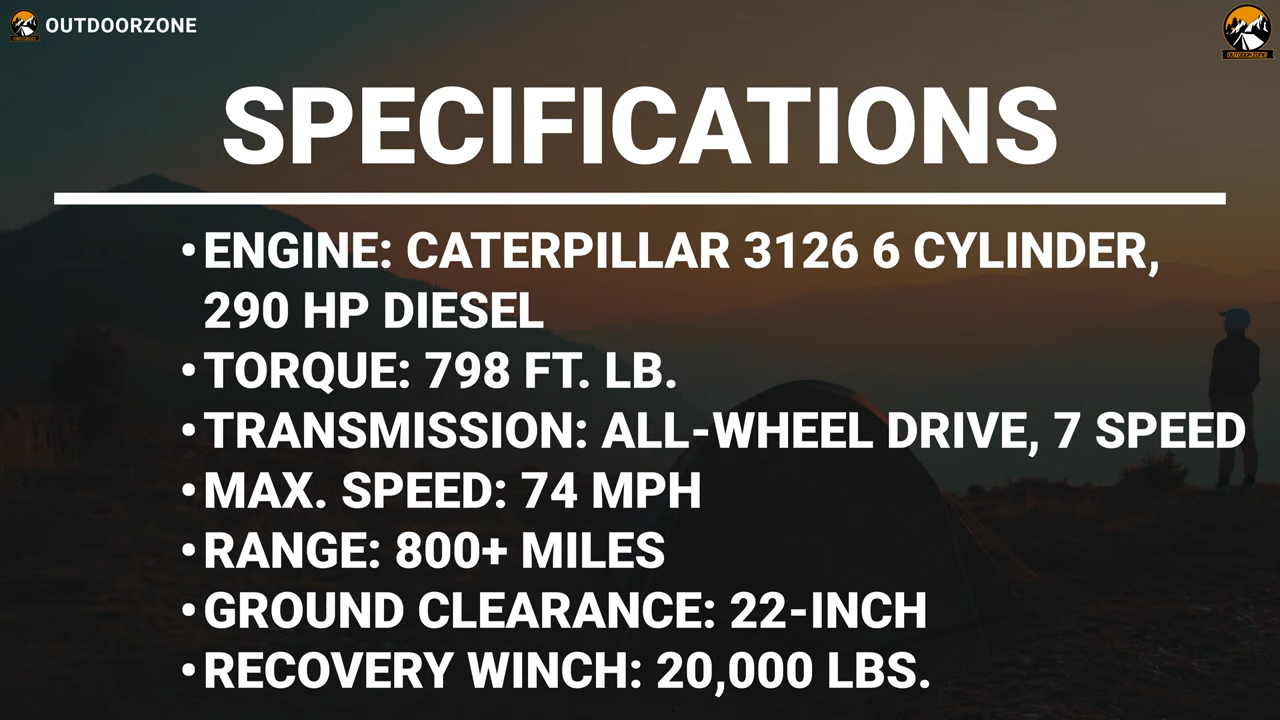 OUTDOORZONE
OUTDOORZONE
SPECIFICATIONS
• ENGINE: CATERPILLAR 3126 6 CYLINDER,
290 HP DIESEL
• TORQUE: 798 FT. LB.
• TRANSMISSION: ALL-WHEEL DRIVE, 7 SPEED
• MAX. SPEED: 74 MPH
• RANGE: 800+ MILES
• GROUND CLEARANCE: 22-INCH
• RECOVERY WINCH: 20,000 LBS.